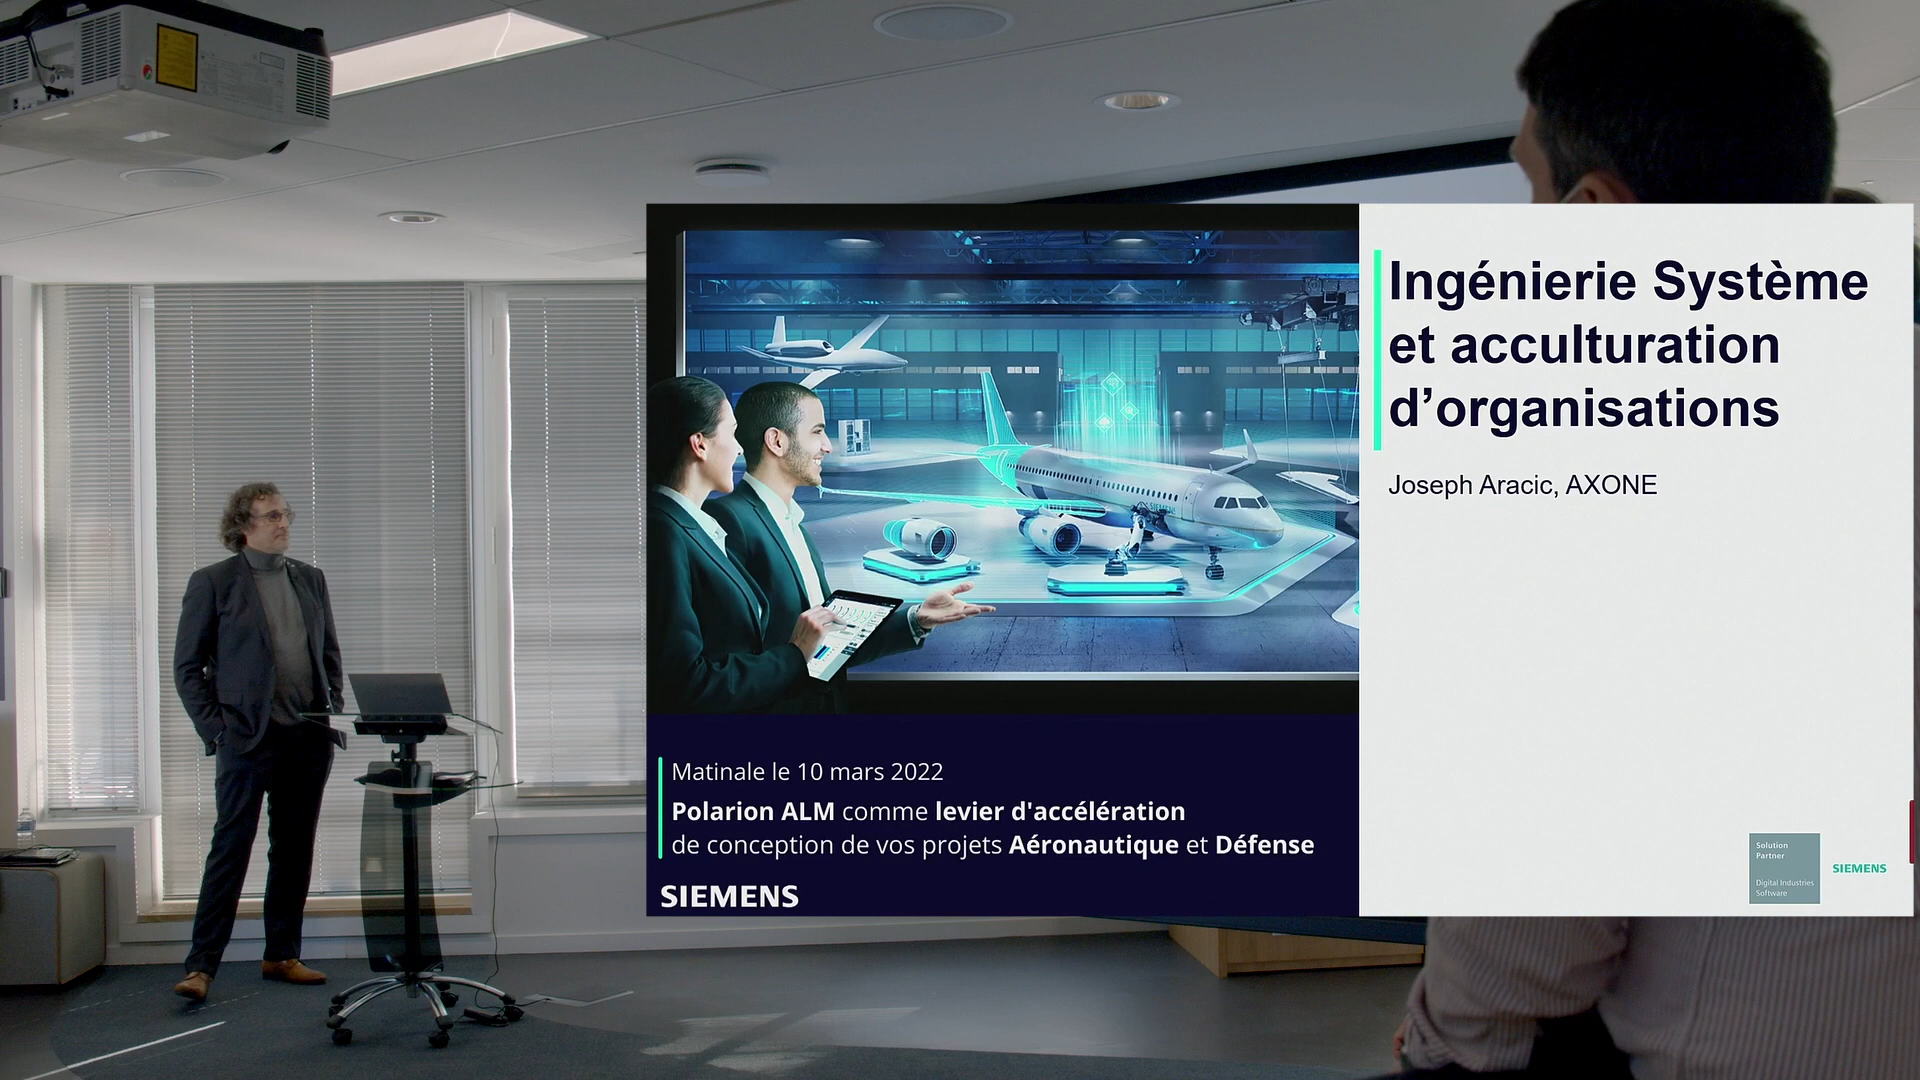 Ingénierie Système
et acculturation
d’organisations
Joseph Aracic, AXONE
Matinale le 10 mars 2022
Polarion ALM comme levier d'accélération
de conception de vos projets Aéronautique et Défense
SIEMENS
Solution
Partner
Digital Industries
Software
SIEMENS